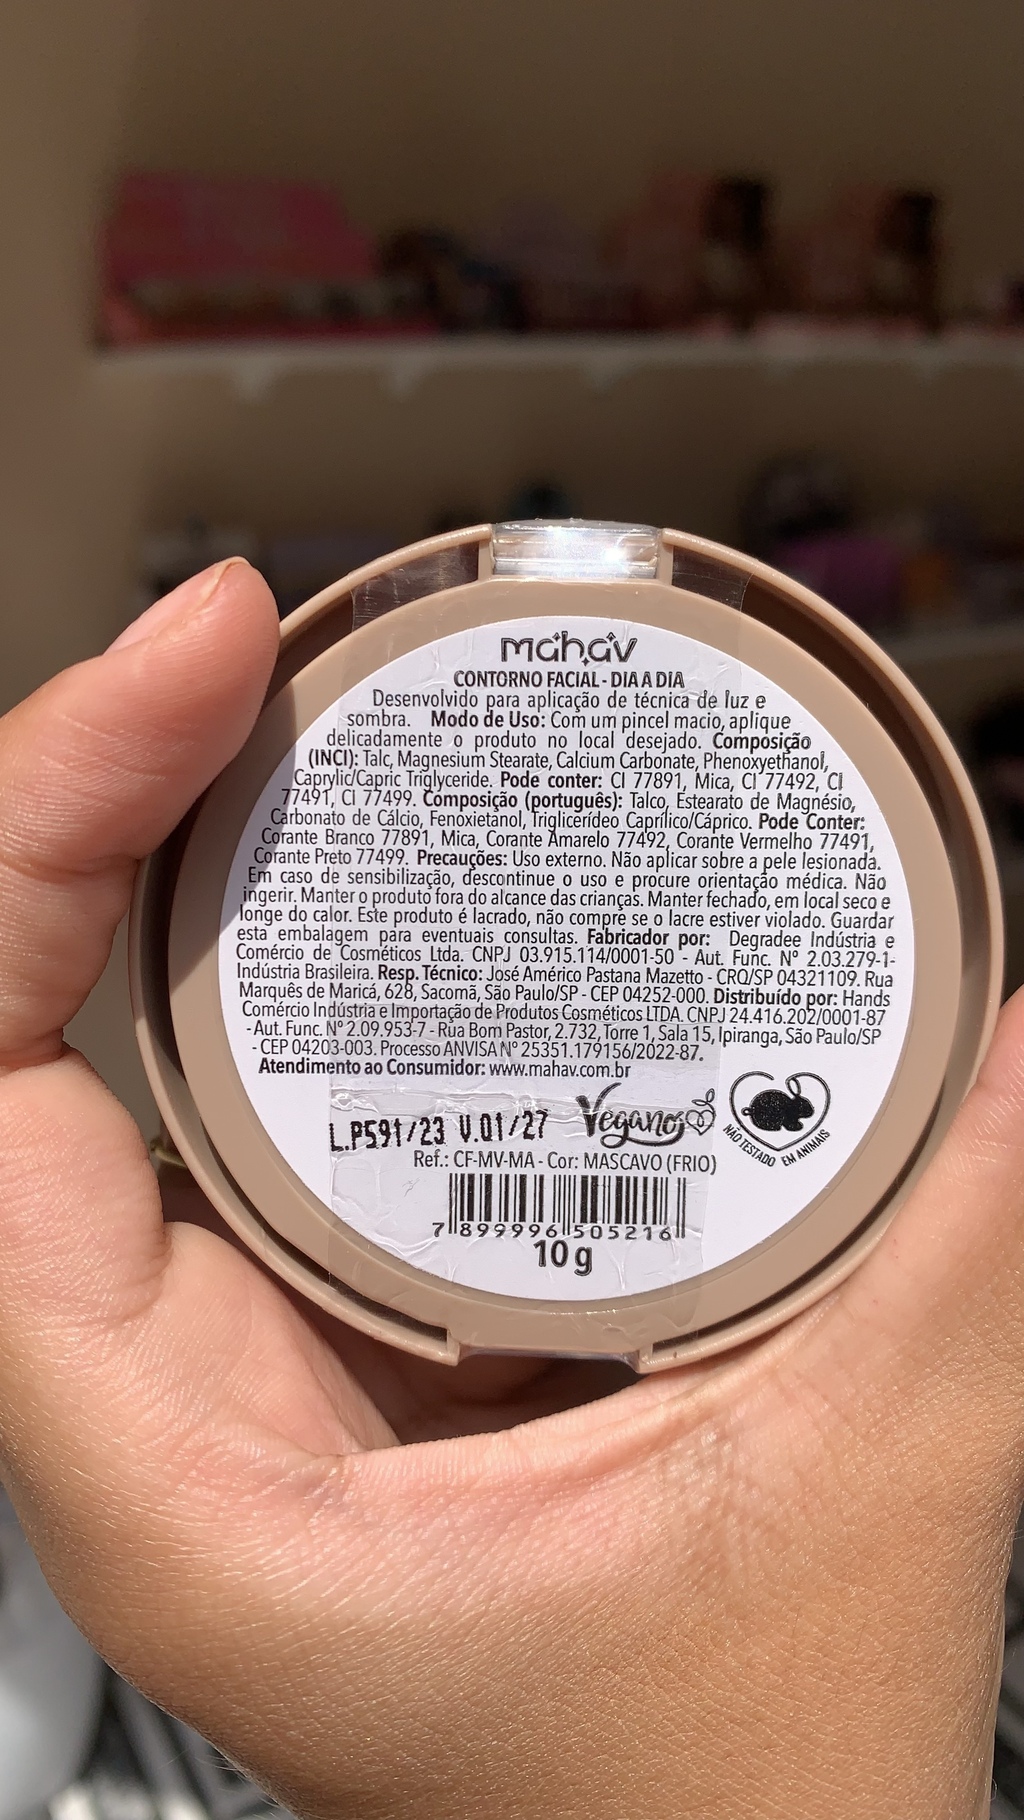 mahav
CONTORNO FACIAL - DIA A DIA
Desenvolvido para aplicação de técnica de luz e
sombra. Modo de Uso: Com um pincel macio, aplique
delicadamente o produto no local desejado. Composição
(INCI): Talc, Magnesium Stearate, Calcium Carbonate, Phenoxyethanol,
Caprylic/Capric Triglyceride. Pode conter: CI 77891, Mica, CI 77492, CI
77491, CI 77499. Composição (português): Talco, Estearato de Magnésio,
Carbonato de Cálcio, Fenoxietanol, Triglicerídeo Caprílico/Cáprico. Pode Conter:
Corante Branco 77891, Mica, Corante Amarelo 77492, Corante Vermelho 77491,
Corante Preto 77499. Precauções: Uso externo. Não aplicar sobre a pele lesionada.
Em caso de sensibilização, descontinue o uso e procure orientação médica. Não
ingerir. Manter o produto fora do alcance das crianças. Manter fechado, em local seco e
longe do calor. Este produto é lacrado, não compre se o lacre estiver violado. Guardar
esta embalagem para eventuais consultas. Fabricador por: Degradee Indústria e
Comércio de Cosméticos Ltda. CNPJ 03.915.114/0001-50 - Aut. Func. Nº 2.03.279-1-
Indústria Brasileira. Resp. Técnico: José Américo Pastana Mazetto - CRQ/SP 04321109. Rua
Marquês de Maricá, 628, Sacomã, São Paulo/SP - CEP 04252-000. Distribuído por: Hands
Comércio Indústria e Importação de Produtos Cosméticos LTDA. CNPJ 24.416.202/0001-87
- Aut. Func. Nº 2.09.953-7 - Rua Bom Pastor, 2.732, Torre 1, Sala 15, Ipiranga, São Paulo/SP
- CEP 04203-003. Processo ANVISA Nº 25351.179156/2022-87.
Atendimento ao Consumidor: www.mahav.com.br
L.P591/23 V.01/27 Vegano
NÃO TESTADO EM ANIMAIS
Ref.: CF-MV-MA - Cor: MASCAVO (FRIO)
7 899996 505216
10 g